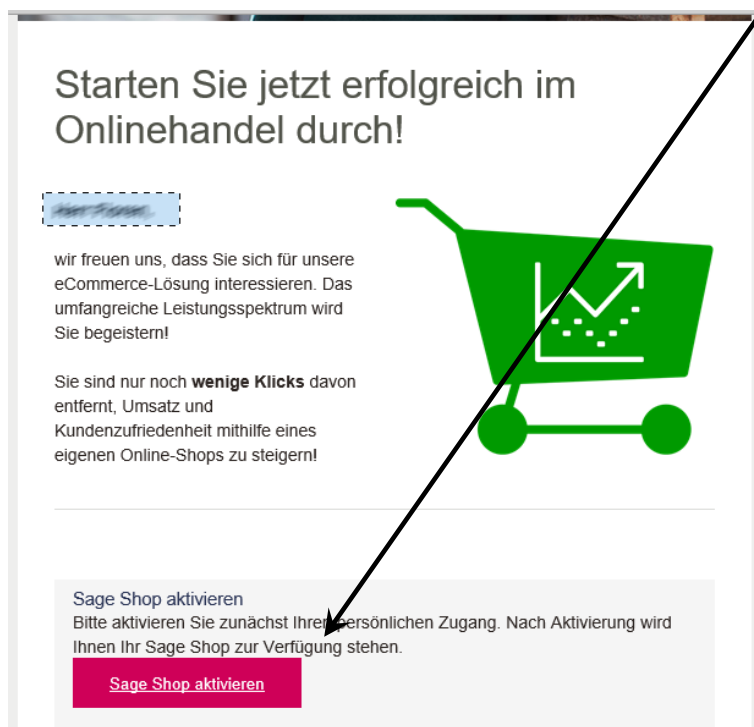 Starten Sie jetzt erfolgreich im
Onlinehandel durch!
wir freuen uns, dass Sie sich für unsere
eCommerce-Lösung interessieren. Das
umfangreiche Leistungsspektrum wird
Sie begeistern!
Sie sind nur noch wenige Klicks davon
entfernt, Umsatz und
Kundenzufriedenheit mithilfe eines
eigenen Online-Shops zu steigern!
Sage Shop aktivieren
Bitte aktivieren Sie zunächst Ihren persönlichen Zugang. Nach Aktivierung wird
Ihnen Ihr Sage Shop zur Verfügung stehen.
Sage Shop aktivieren